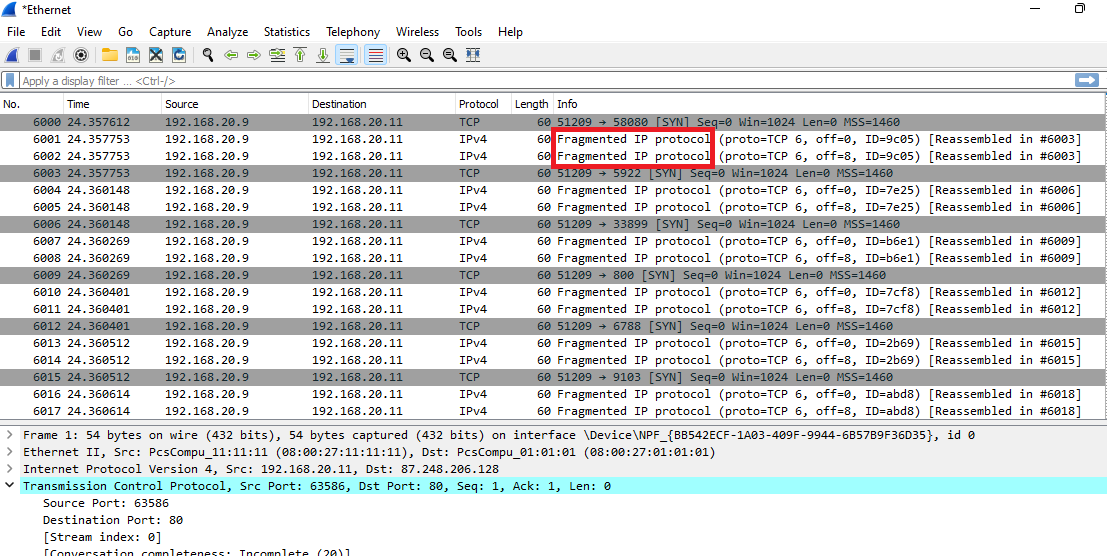 *Ethernet
File Edit View Go Capture Analyze Statistics Telephony Wireless Tools Help
Apply a display filter ... <Ctrl-/>
No. Time Source Destination Protocol Length Info
6000 24.357612 192.168.20.9 192.168.20.11 TCP 60 51209 → 58080 [SYN] Seq=0 Win=1024 Len=0 MSS=1460
6001 24.357753 192.168.20.9 192.168.20.11 IPv4 60 Fragmented IP protocol (proto=TCP 6, off=0, ID=9c05) [Reassembled in #6003]
6002 24.357753 192.168.20.9 192.168.20.11 IPv4 60 Fragmented IP protocol (proto=TCP 6, off=8, ID=9c05) [Reassembled in #6003]
6003 24.357753 192.168.20.9 192.168.20.11 TCP 60 51209 → 5922 [SYN] Seq=0 Win=1024 Len=0 MSS=1460
6004 24.360148 192.168.20.9 192.168.20.11 IPv4 60 Fragmented IP protocol (proto=TCP 6, off=0, ID=7e25) [Reassembled in #6006]
6005 24.360148 192.168.20.9 192.168.20.11 IPv4 60 Fragmented IP protocol (proto=TCP 6, off=8, ID=7e25) [Reassembled in #6006]
6006 24.360148 192.168.20.9 192.168.20.11 TCP 60 51209 → 33899 [SYN] Seq=0 Win=1024 Len=0 MSS=1460
6007 24.360269 192.168.20.9 192.168.20.11 IPv4 60 Fragmented IP protocol (proto=TCP 6, off=0, ID=b6e1) [Reassembled in #6009]
6008 24.360269 192.168.20.9 192.168.20.11 IPv4 60 Fragmented IP protocol (proto=TCP 6, off=8, ID=b6e1) [Reassembled in #6009]
6009 24.360269 192.168.20.9 192.168.20.11 TCP 60 51209 → 800 [SYN] Seq=0 Win=1024 Len=0 MSS=1460
6010 24.360401 192.168.20.9 192.168.20.11 IPv4 60 Fragmented IP protocol (proto=TCP 6, off=0, ID=7cf8) [Reassembled in #6012]
6011 24.360401 192.168.20.9 192.168.20.11 IPv4 60 Fragmented IP protocol (proto=TCP 6, off=8, ID=7cf8) [Reassembled in #6012]
6012 24.360401 192.168.20.9 192.168.20.11 TCP 60 51209 → 6788 [SYN] Seq=0 Win=1024 Len=0 MSS=1460
6013 24.360512 192.168.20.9 192.168.20.11 IPv4 60 Fragmented IP protocol (proto=TCP 6, off=0, ID=2b69) [Reassembled in #6015]
6014 24.360512 192.168.20.9 192.168.20.11 IPv4 60 Fragmented IP protocol (proto=TCP 6, off=8, ID=2b69) [Reassembled in #6015]
6015 24.360512 192.168.20.9 192.168.20.11 TCP 60 51209 → 9103 [SYN] Seq=0 Win=1024 Len=0 MSS=1460
6016 24.360614 192.168.20.9 192.168.20.11 IPv4 60 Fragmented IP protocol (proto=TCP 6, off=0, ID=abd8) [Reassembled in #6018]
6017 24.360614 192.168.20.9 192.168.20.11 IPv4 60 Fragmented IP protocol (proto=TCP 6, off=8, ID=abd8) [Reassembled in #6018]
Frame 1: 54 bytes on wire (432 bits), 54 bytes captured (432 bits) on interface \Device\NPF_{BB542ECF-1A03-409F-9944-6B57B9F36D35}, id 0
Ethernet II, Src: PcsCompu_11:11:11 (08:00:27:11:11:11), Dst: PcsCompu_01:01:01 (08:00:27:01:01:01)
Internet Protocol Version 4, Src: 192.168.20.11, Dst: 87.248.206.128
Transmission Control Protocol, Src Port: 63586, Dst Port: 80, Seq: 1, Ack: 1, Len: 0
Source Port: 63586
Destination Port: 80
[Stream index: 0]
[Conversation completeness: Incomplete (20)]